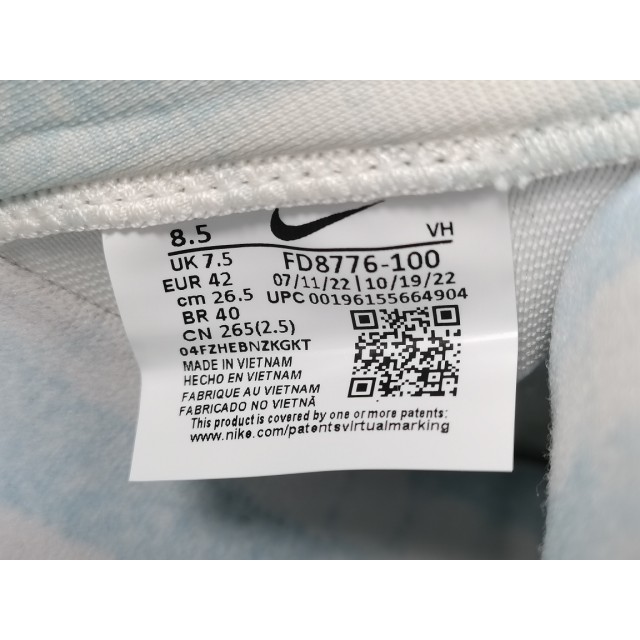 8.5 VH
UK 7.5 FD8776-100
EUR 42 07/11/22 | 10/19/22
cm 26.5 UPC 00196155664904
BR 40
CN 265(2.5)
04FZHEBNZKGKT
MADE IN VIETNAM
HECHO EN VIETNAM
FABRIQUE AU VIETNAM
FABRICADO NO VIETNÃ
This product is covered by one or more patents:
www.nike.com/patentsvirtualmarking